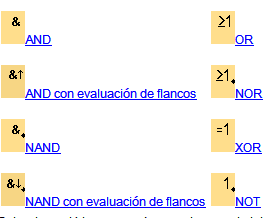 & AND
≥1 OR
&↑ AND con evaluación de flancos
≥1 NOR
& NAND
=1 XOR
&↓ NAND con evaluación de flancos
1 NOT